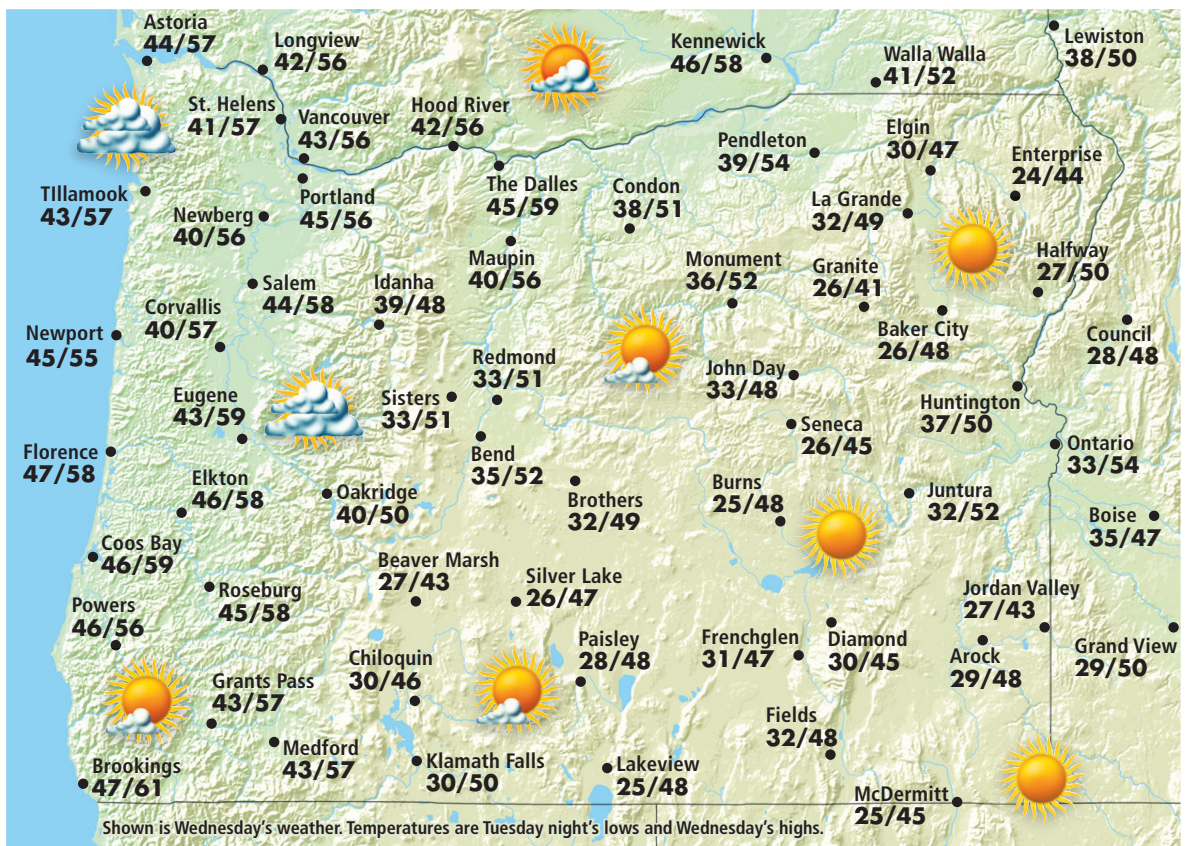 Astoria
44/57
Longview
42/56
Kennewick
46/58
Walla Walla
41/52
Lewiston
38/50
St. Helens
41/57
Vancouver
43/56
Hood River
42/56
Pendleton
39/54
Elgin
30/47
Enterprise
24/44
TIllamook
43/57
Newberg
40/56
Portland
45/56
The Dalles
45/59
Condon
38/51
La Grande
32/49
Maupin
40/56
Monument
36/52
Granite
26/41
Halfway
27/50
Salem
44/58
Idanha
39/48
Corvallis
40/57
Newport
45/55
Baker City
26/48
Council
28/48
Redmond
33/51
John Day
33/48
Eugene
43/59
Sisters
33/51
Huntington
37/50
Seneca
26/45
Ontario
33/54
Florence
47/58
Bend
35/52
Elkton
46/58
Oakridge
40/50
Brothers
32/49
Burns
25/48
Juntura
32/52
Boise
35/47
Coos Bay
46/59
Beaver Marsh
27/43
Silver Lake
26/47
Roseburg
45/58
Jordan Valley
27/43
Powers
46/56
Paisley
28/48
Frenchglen
31/47
Diamond
30/45
Arock
29/48
Grand View
29/50
Chiloquin
30/46
Grants Pass
43/57
Fields
32/48
Medford
43/57
Klamath Falls
30/50
Lakeview
25/48
Brookings
47/61
McDermitt
25/45
Shown is Wednesday's weather. Temperatures are Tuesday night's lows and Wednesday's highs.